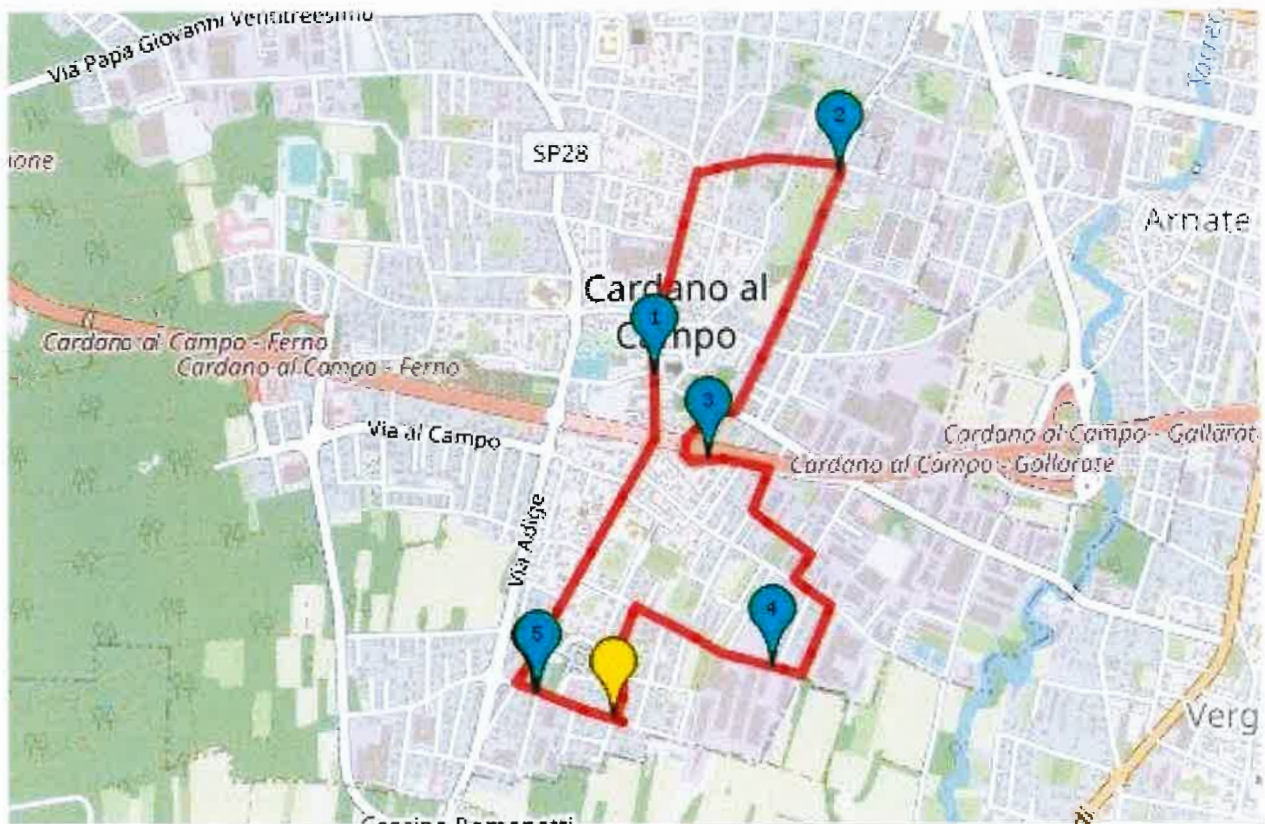 Via Papa Giovanni Ventitreesimo
2
SP28
ione
Arnate
Cardano al
Campo
1
Cardano al Campo - Ferno
Cardano al Campo - Ferno
3
Via al Campo
Cardano al Campo - Gallarat
Cardano al Campo - Gallarate
Via Adige
4
5
Verg